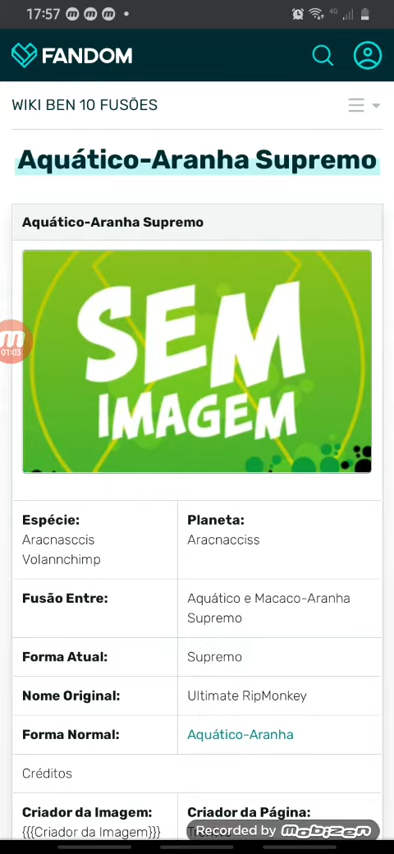 17:57
4G
FANDOM
WIKI BEN 10 FUSÕES
Aquático-Aranha Supremo
Aquático-Aranha Supremo
SEM
IMAGEM
01:03
Espécie:
Aracnasccis
Volannchimp
Planeta:
Aracnacciss
Fusão Entre:
Aquático e Macaco-Aranha
Supremo
Forma Atual:
Supremo
Nome Original:
Ultimate RipMonkey
Forma Normal:
Aquático-Aranha
Créditos
Criador da Imagem:
{{{Criador da Imagem}}}
Criador da Página:
Recorded by mobizen